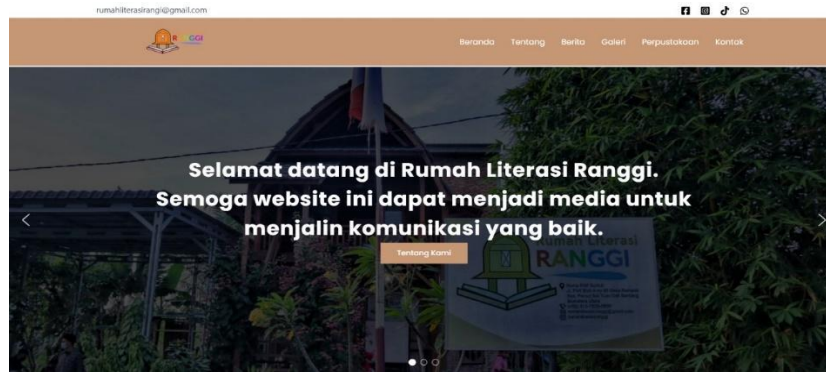 rumahliterasirangi@gmail.com
RANGGI
Beranda Tentang Berita Galeri Perpustakaan Kontak
Selamat datang di Rumah Literasi Ranggi.
Semoga website ini dapat menjadi media untuk
menjalin komunikasi yang baik.
Tentang Kami
Rumah Literasi
RANGGI